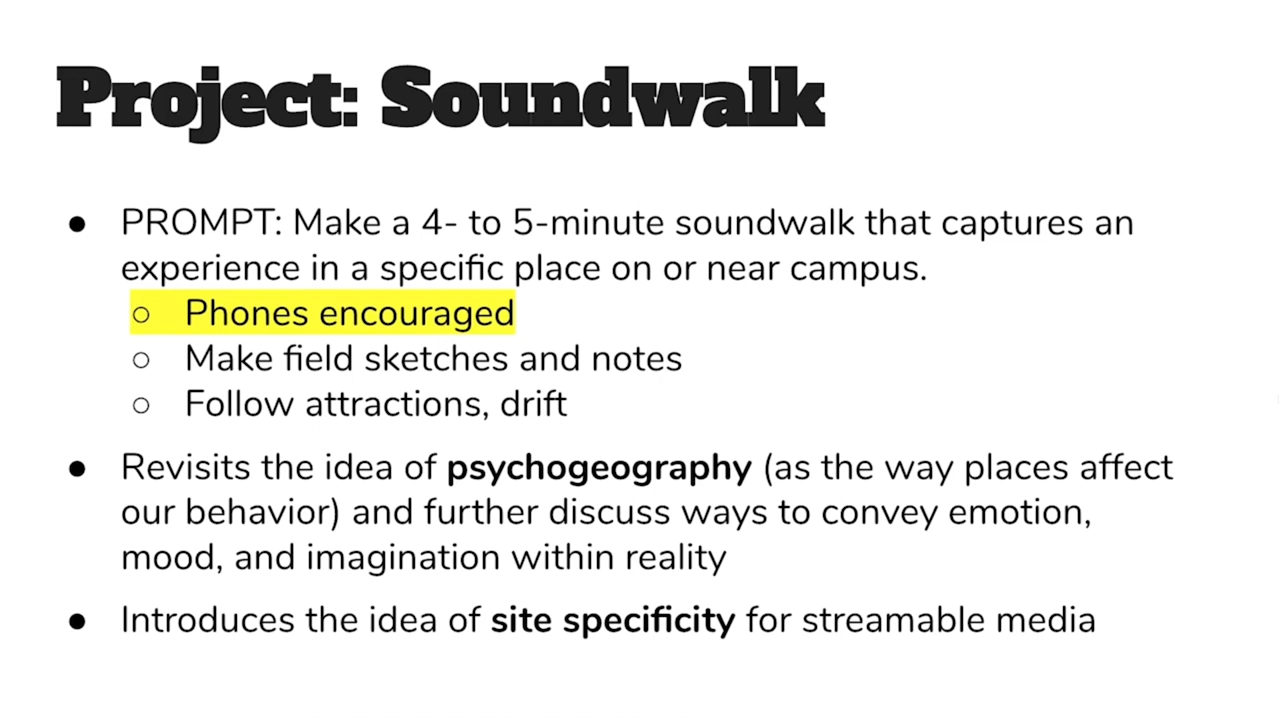 Project: Soundwalk
● PROMPT: Make a 4- to 5-minute soundwalk that captures an
experience in a specific place on or near campus.
○ Phones encouraged
○ Make field sketches and notes
○ Follow attractions, drift
● Revisits the idea of psychogeography (as the way places affect
our behavior) and further discuss ways to convey emotion,
mood, and imagination within reality
● Introduces the idea of site specificity for streamable media